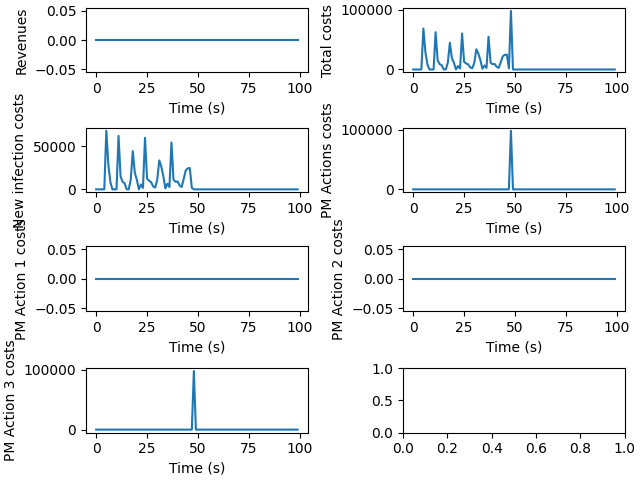 Revenues
0.05
0.00
−0.05
0 25 50 75 100
Time (s)
Total costs
100000
0
0 25 50 75 100
Time (s)
New infection costs
50000
0
0 25 50 75 100
Time (s)
PM Actions costs
100000
0
0 25 50 75 100
Time (s)
PM Action 1 costs
0.05
0.00
−0.05
0 25 50 75 100
Time (s)
PM Action 2 costs
0.05
0.00
−0.05
0 25 50 75 100
Time (s)
PM Action 3 costs
100000
0
0 25 50 75 100
Time (s)
1.0
0.5
0.0
0.0 0.2 0.4 0.6 0.8 1.0